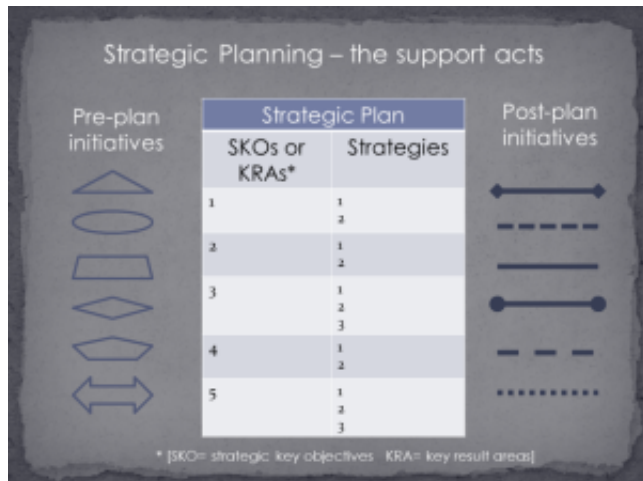 Strategic Planning – the support acts
Pre-plan
initiatives
Strategic Plan
SKOs or
KRAs*
Strategies
1
1
2
2
1
2
3
1
2
3
4
1
2
5
1
2
3
Post-plan
initiatives
* [SKO= strategic key objectives KRA= key result areas]